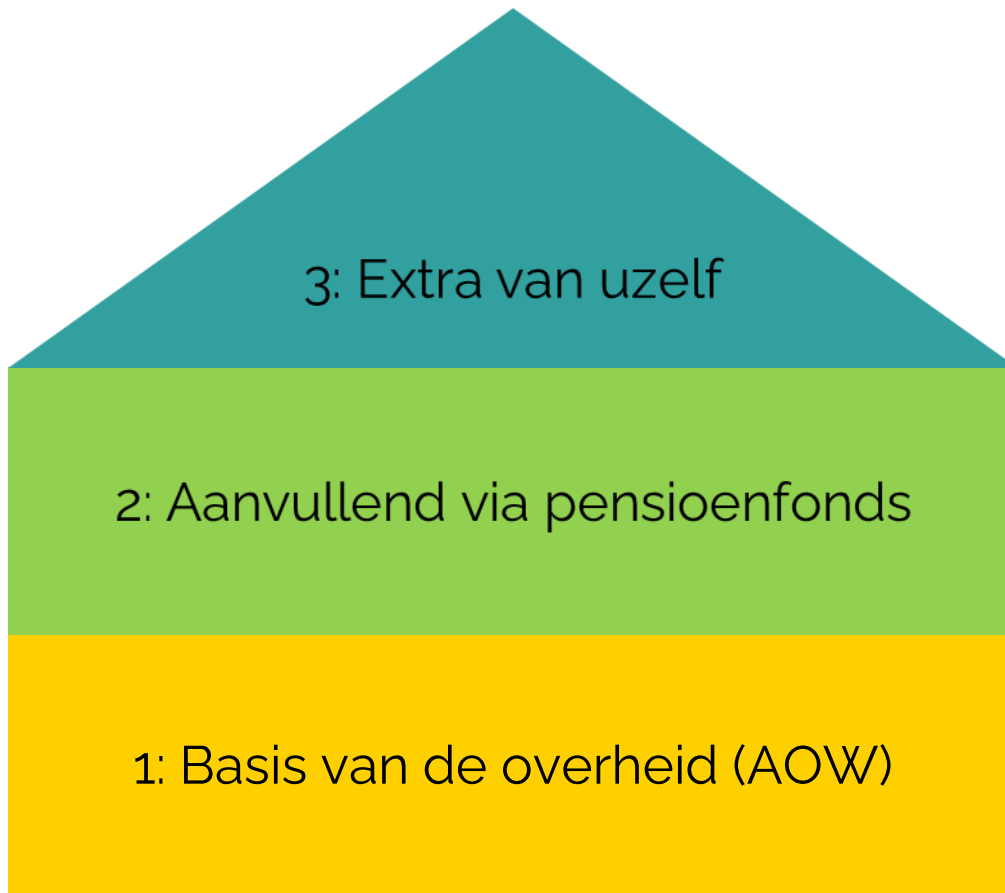 3: Extra van uzelf
2: Aanvullend via pensioenfonds
1: Basis van de overheid (AOW)